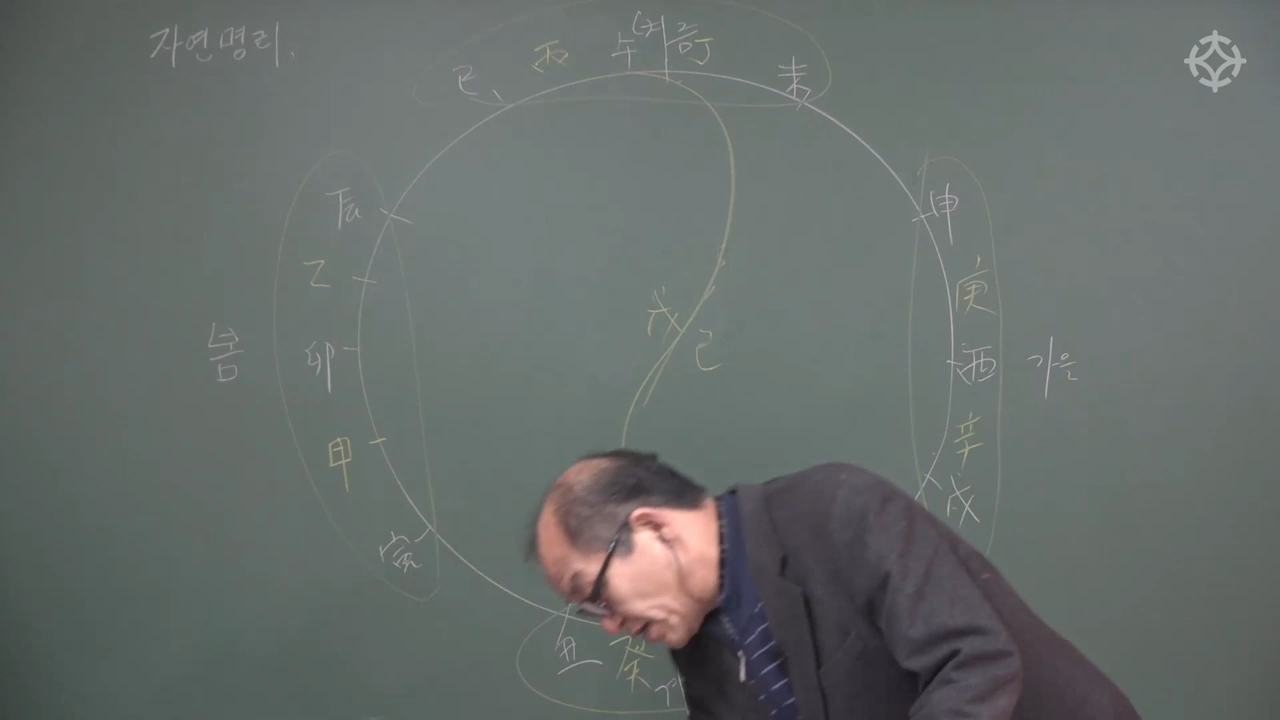 자연명리.
巳 丙 午 丁 未
辰 申
乙 庚
戊 己
봄 卯 酉 가을
甲 辛
戌
寅
丑 癸